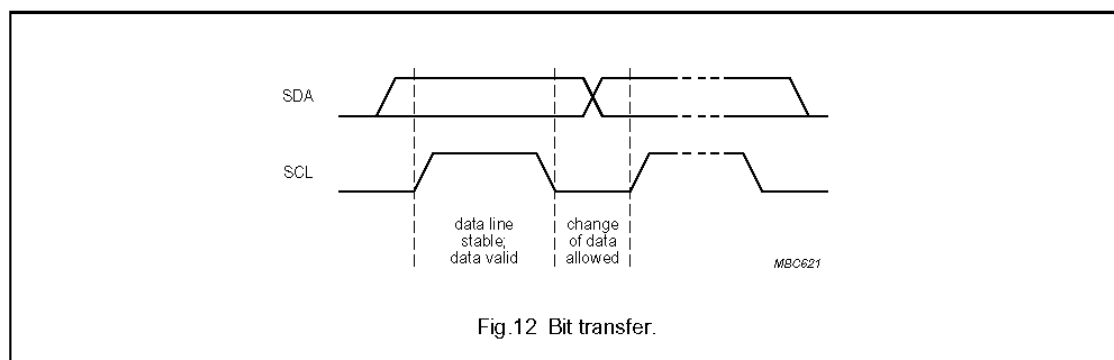 SDA
SCL
data line
stable;
data valid
change
of data
allowed
MBC621
Fig.12 Bit transfer.